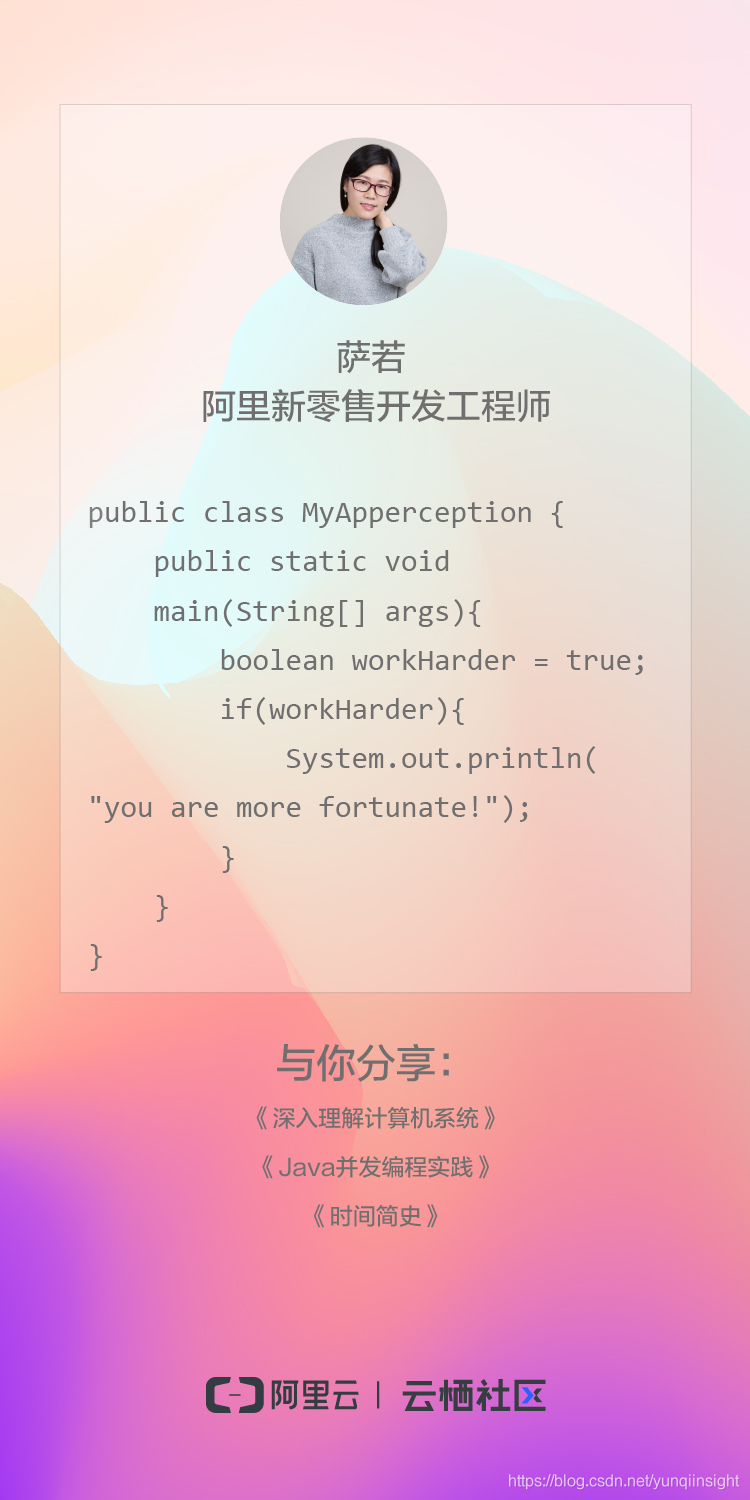 萨若
阿里新零售开发工程师
public class MyApperception {
    public static void
    main(String[] args){
        boolean workHarder = true;
        if(workHarder){
            System.out.println(
"you are more fortunate!");
        }
    }
}
与你分享：
《深入理解计算机系统》
《Java并发编程实践》
《时间简史》
阿里云 | 云栖社区
https://blog.csdn.net/yunqiinsight